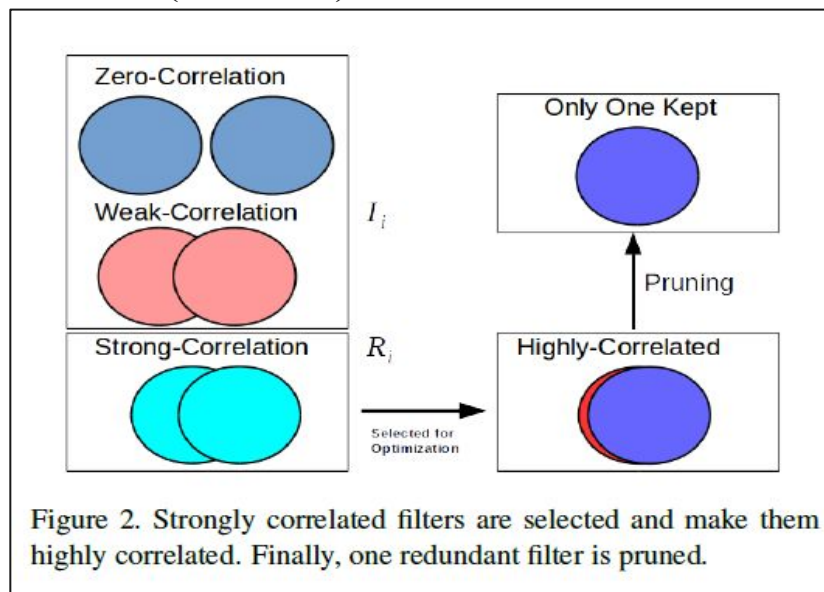 Zero-Correlation
Weak-Correlation
I_i
Strong-Correlation
R_i
Selected for
Optimization
Only One Kept
Pruning
Highly-Correlated
Figure 2. Strongly correlated filters are selected and make them
highly correlated. Finally, one redundant filter is pruned.